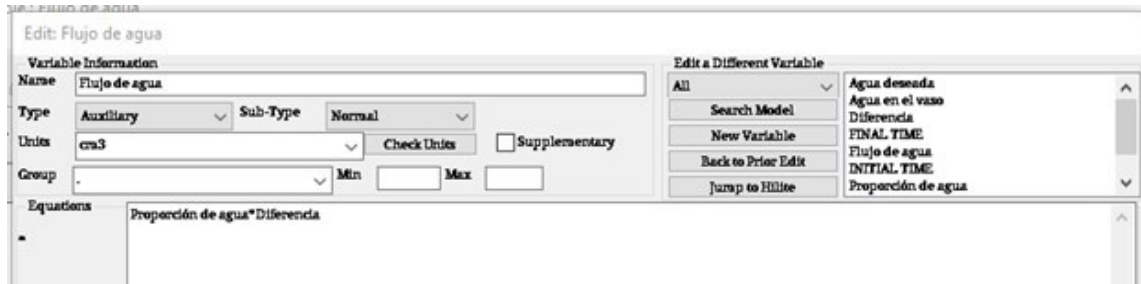 Edit: Flujo de agua
Variable Information
Name Flujo de agua
Type Auxiliary Sub-Type Normal
Units cm3 Check Units Supplementary
Group . Min Max
Edit a Different Variable
All
Search Model
New Variable
Back to Prior Edit
Jump to Hilite
Agua deseada
Agua en el vaso
Diferencia
FINAL TIME
Flujo de agua
INITIAL TIME
Proporción de agua
Equations
=
Proporción de agua*Diferencia